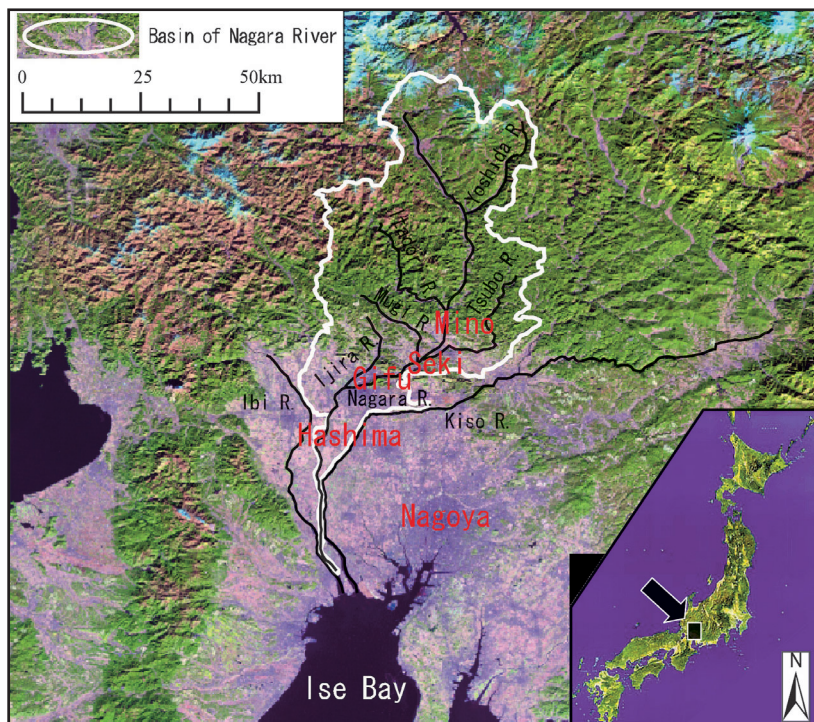 Basin of Nagara River
0 25 50km
Yoshida R.
Itadori R.
Mugi R.
Tsubo R.
Mino
Ijira R.
Seki
Gifu
Nagara R.
Ibi R.
Kiso R.
Hashima
Nagoya
Ise Bay
N